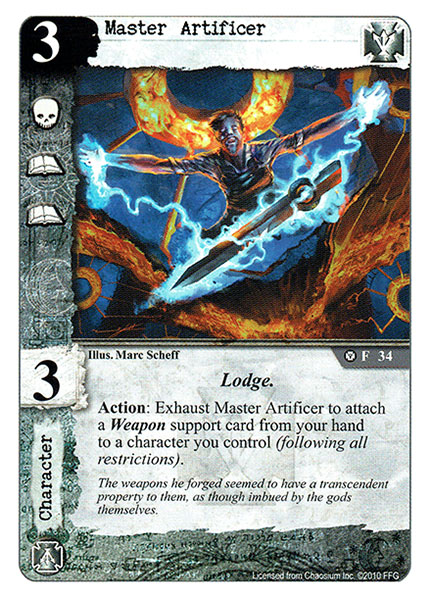 3
Master Artificer
Illus. Marc Scheff
F 34
3
Character
Lodge.
Action: Exhaust Master Artificer to attach
a Weapon support card from your hand
to a character you control (following all
restrictions).
The weapons he forged seemed to have a transcendent
property to them, as though imbued by the gods
themselves.
Licensed from Chaosium Inc. ©2010 FFG